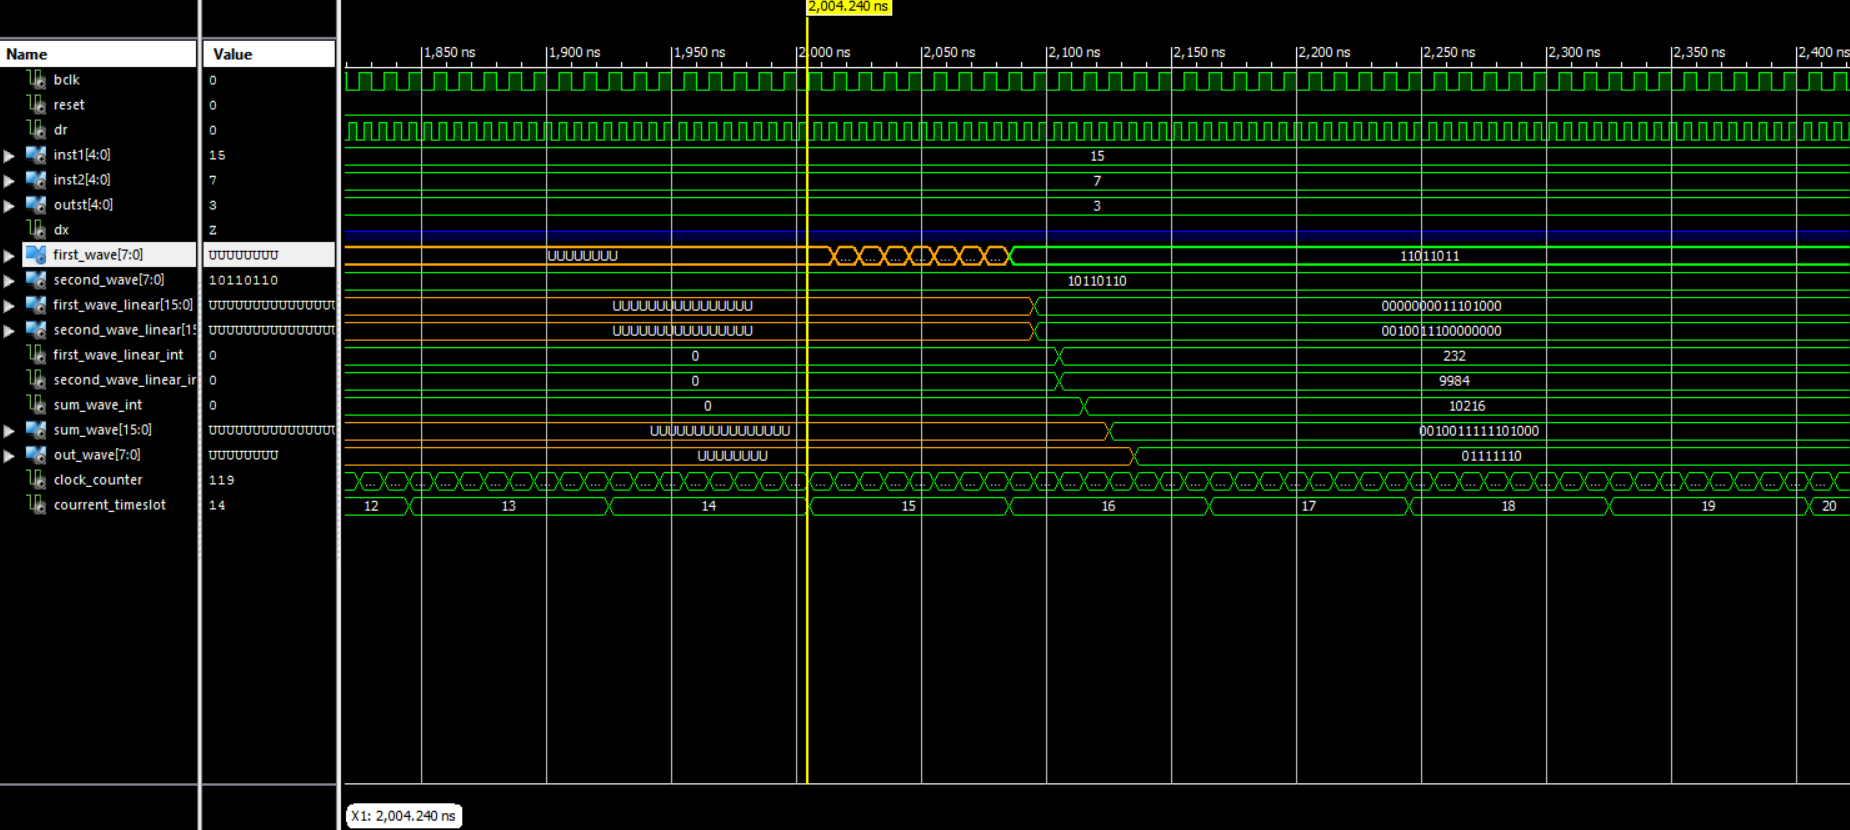 2,004.240 ns
Name Value 1,850 ns 1,900 ns 1,950 ns 2,000 ns 2,050 ns 2,100 ns 2,150 ns 2,200 ns 2,250 ns 2,300 ns 2,350 ns 2,400 ns
bclk 0
reset 0
dr 0
inst1[4:0] 15 15
inst2[4:0] 7 7
outst[4:0] 3 3
dx Z
first_wave[7:0] UUUUUUUU UUUUUUUU ... ... ... ... ... ... 11011011
second_wave[7:0] 10110110 10110110
first_wave_linear[15:0] UUUUUUUUUUUUUUU UUUUUUUUUUUUUUUU 0000000011101000
second_wave_linear[15 UUUUUUUUUUUUUUU UUUUUUUUUUUUUUUU 0010011100000000
first_wave_linear_int 0 0 232
second_wave_linear_ir 0 0 9984
sum_wave_int 0 0 10216
sum_wave[15:0] UUUUUUUUUUUUUUU UUUUUUUUUUUUUUUU 0010011111101000
out_wave[7:0] UUUUUUUU UUUUUUUU 01111110
clock_counter 119
courrent_timeslot 14 12 13 14 15 16 17 18 19 20
X1: 2,004.240 ns